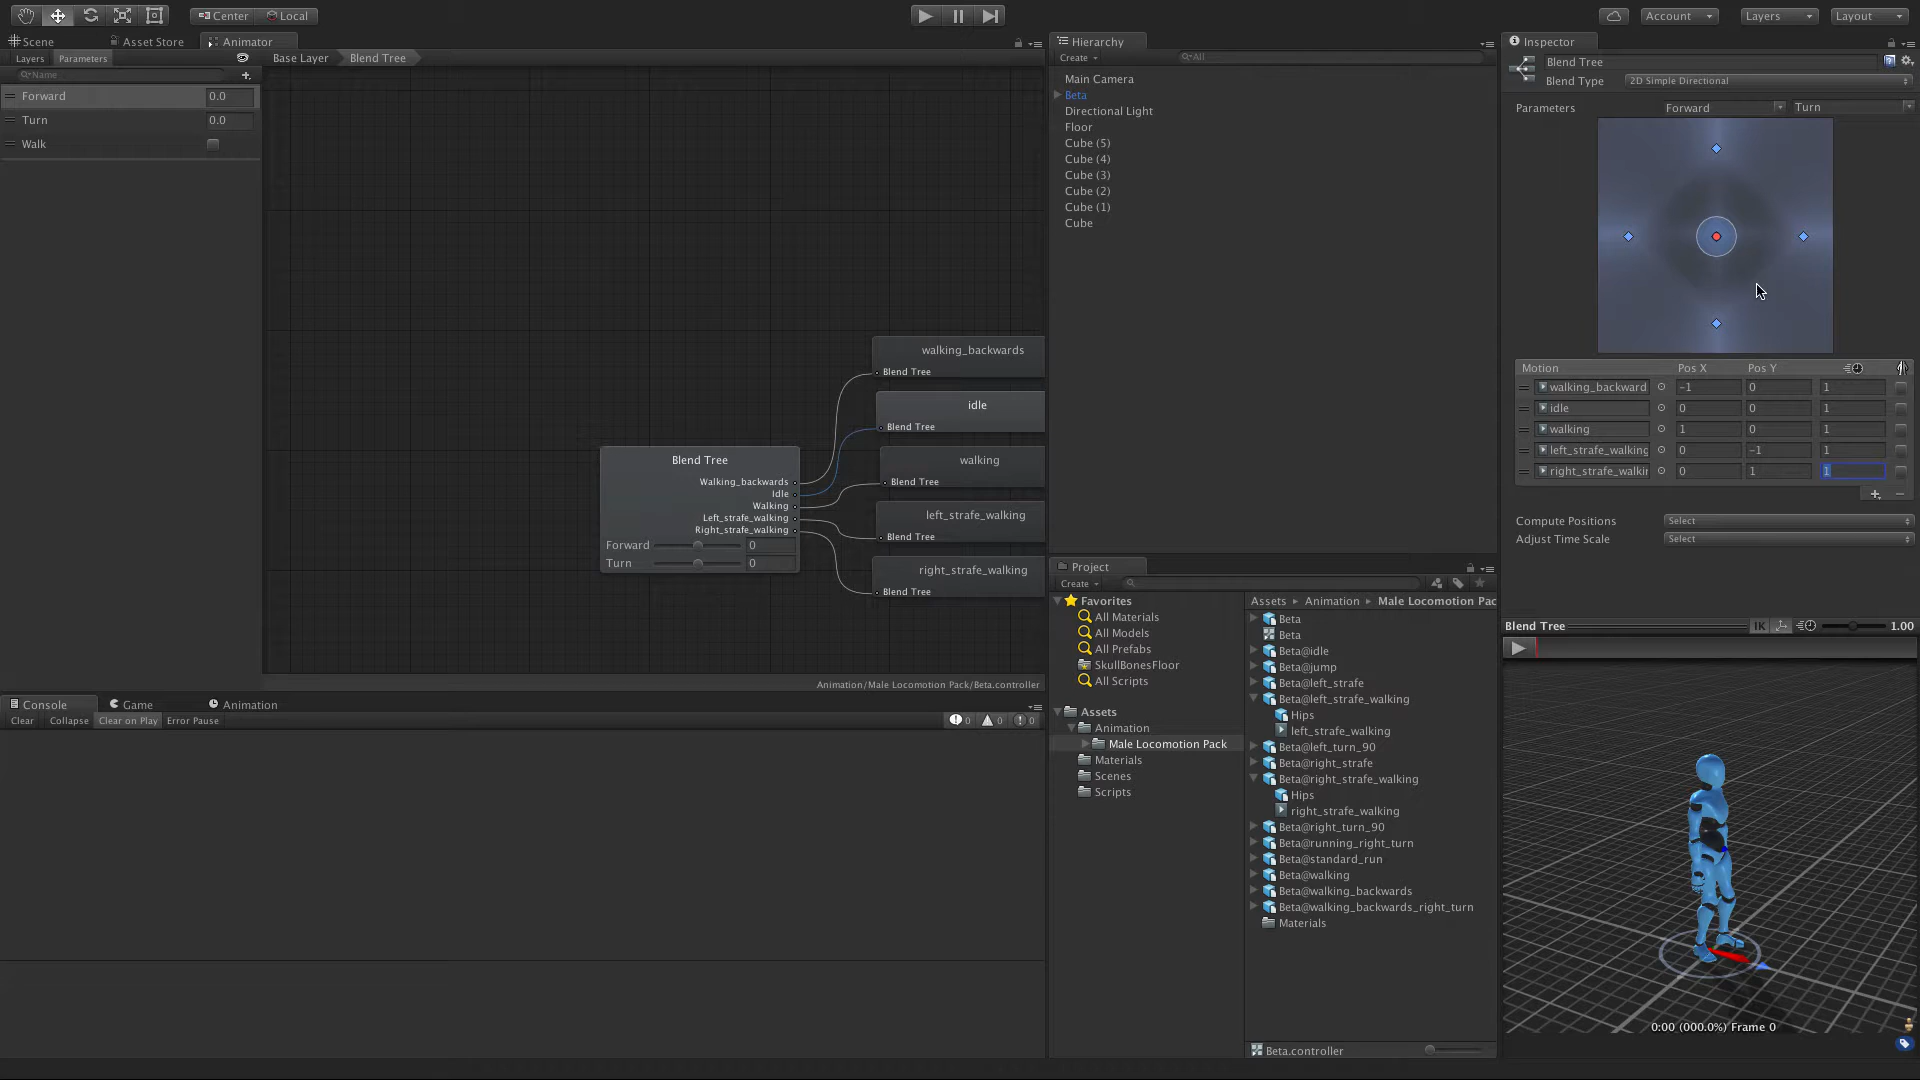 Center Local
Account Layers Layout
Scene Asset Store Animator
Layers Parameters
Base Layer Blend Tree
Name
Forward 0.0
Turn 0.0
Walk
walking_backwards
Blend Tree
idle
Blend Tree
walking
Blend Tree
left_strafe_walking
Blend Tree
right_strafe_walking
Blend Tree
Blend Tree
Walking_backwards
Idle
Walking
Left_strafe_walking
Right_strafe_walking
Forward 0
Turn 0
Animation/Male Locomotion Pack/Beta.controller
Console Game Animation
Clear Collapse Clear on Play Error Pause 0 0 0
Hierarchy
Create All
Main Camera
Beta
Directional Light
Floor
Cube (5)
Cube (4)
Cube (3)
Cube (2)
Cube (1)
Cube
Project
Create
Favorites
All Materials
All Models
All Prefabs
SkullBonesFloor
All Scripts
Assets
Animation
Male Locomotion Pack
Materials
Scenes
Scripts
Assets Animation Male Locomotion Pac
Beta
Beta
Beta@idle
Beta@jump
Beta@left_strafe
Beta@left_strafe_walking
Hips
left_strafe_walking
Beta@left_turn_90
Beta@right_strafe
Beta@right_strafe_walking
Hips
right_strafe_walking
Beta@right_turn_90
Beta@running_right_turn
Beta@standard_run
Beta@walking
Beta@walking_backwards
Beta@walking_backwards_right_turn
Materials
Beta.controller
Inspector
Blend Tree
Blend Type 2D Simple Directional
Parameters Forward Turn
Motion Pos X Pos Y
walking_backward -1 0 1
idle 0 0 1
walking 1 0 1
left_strafe_walking 0 -1 1
right_strafe_walkin 0 1 1
Compute Positions Select
Adjust Time Scale Select
Blend Tree IK 1.00
0:00 (000.0%) Frame 0